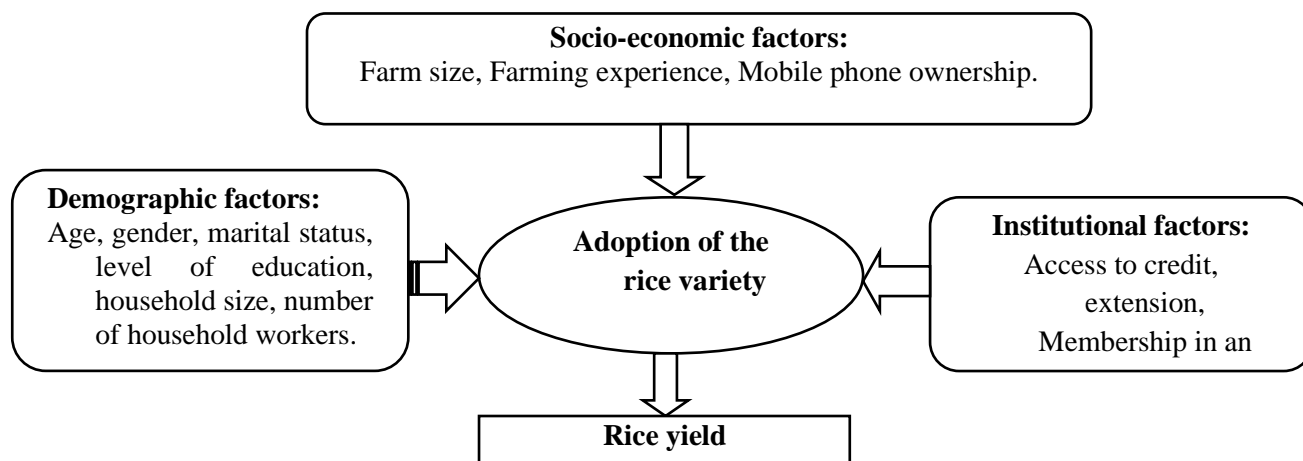 Socio-economic factors:
Farm size, Farming experience, Mobile phone ownership.
Demographic factors:
Age, gender, marital status,
level of education,
household size, number
of household workers.
Adoption of the
rice variety
Institutional factors:
Access to credit,
extension,
Membership in an
Rice yield